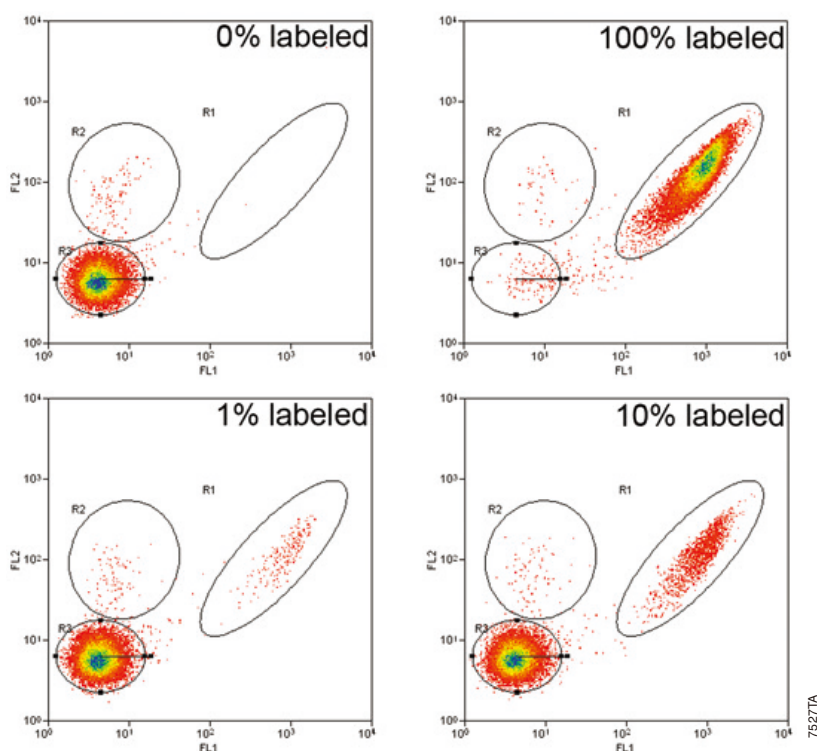 0% labeled
10⁴
10³
10²
10¹
10⁰
FL2
R2
R1
R3
10⁰ 10¹ 10² 10³ 10⁴
FL1
100% labeled
10⁴
10³
10²
10¹
10⁰
FL2
R2
R1
R3
10⁰ 10¹ 10² 10³ 10⁴
FL1
1% labeled
10⁴
10³
10²
10¹
10⁰
FL2
R2
R1
R3
10⁰ 10¹ 10² 10³ 10⁴
FL1
10% labeled
10⁴
10³
10²
10¹
10⁰
FL2
R2
R1
R3
10⁰ 10¹ 10² 10³ 10⁴
FL1
7527TA